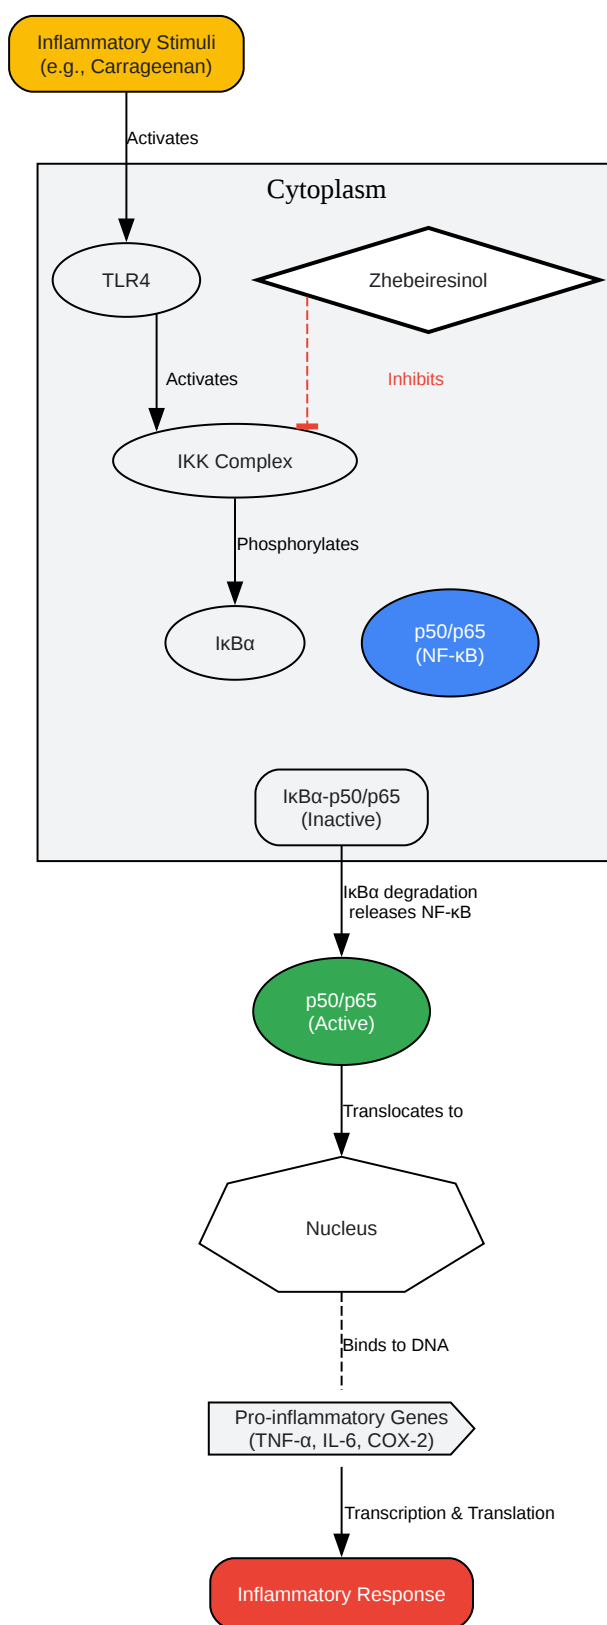 Inflammatory Stimuli
(e.g., Carrageenan)
Activates
Cytoplasm
TLR4
Zhebeiresinol
Activates
Inhibits
IKK Complex
Phosphorylates
IκBα
p50/p65
(NF-κB)
IκBα-p50/p65
(Inactive)
IκBα degradation
releases NF-κB
p50/p65
(Active)
Translocates to
Nucleus
Binds to DNA
Pro-inflammatory Genes
(TNF-α, IL-6, COX-2)
Transcription & Translation
Inflammatory Response